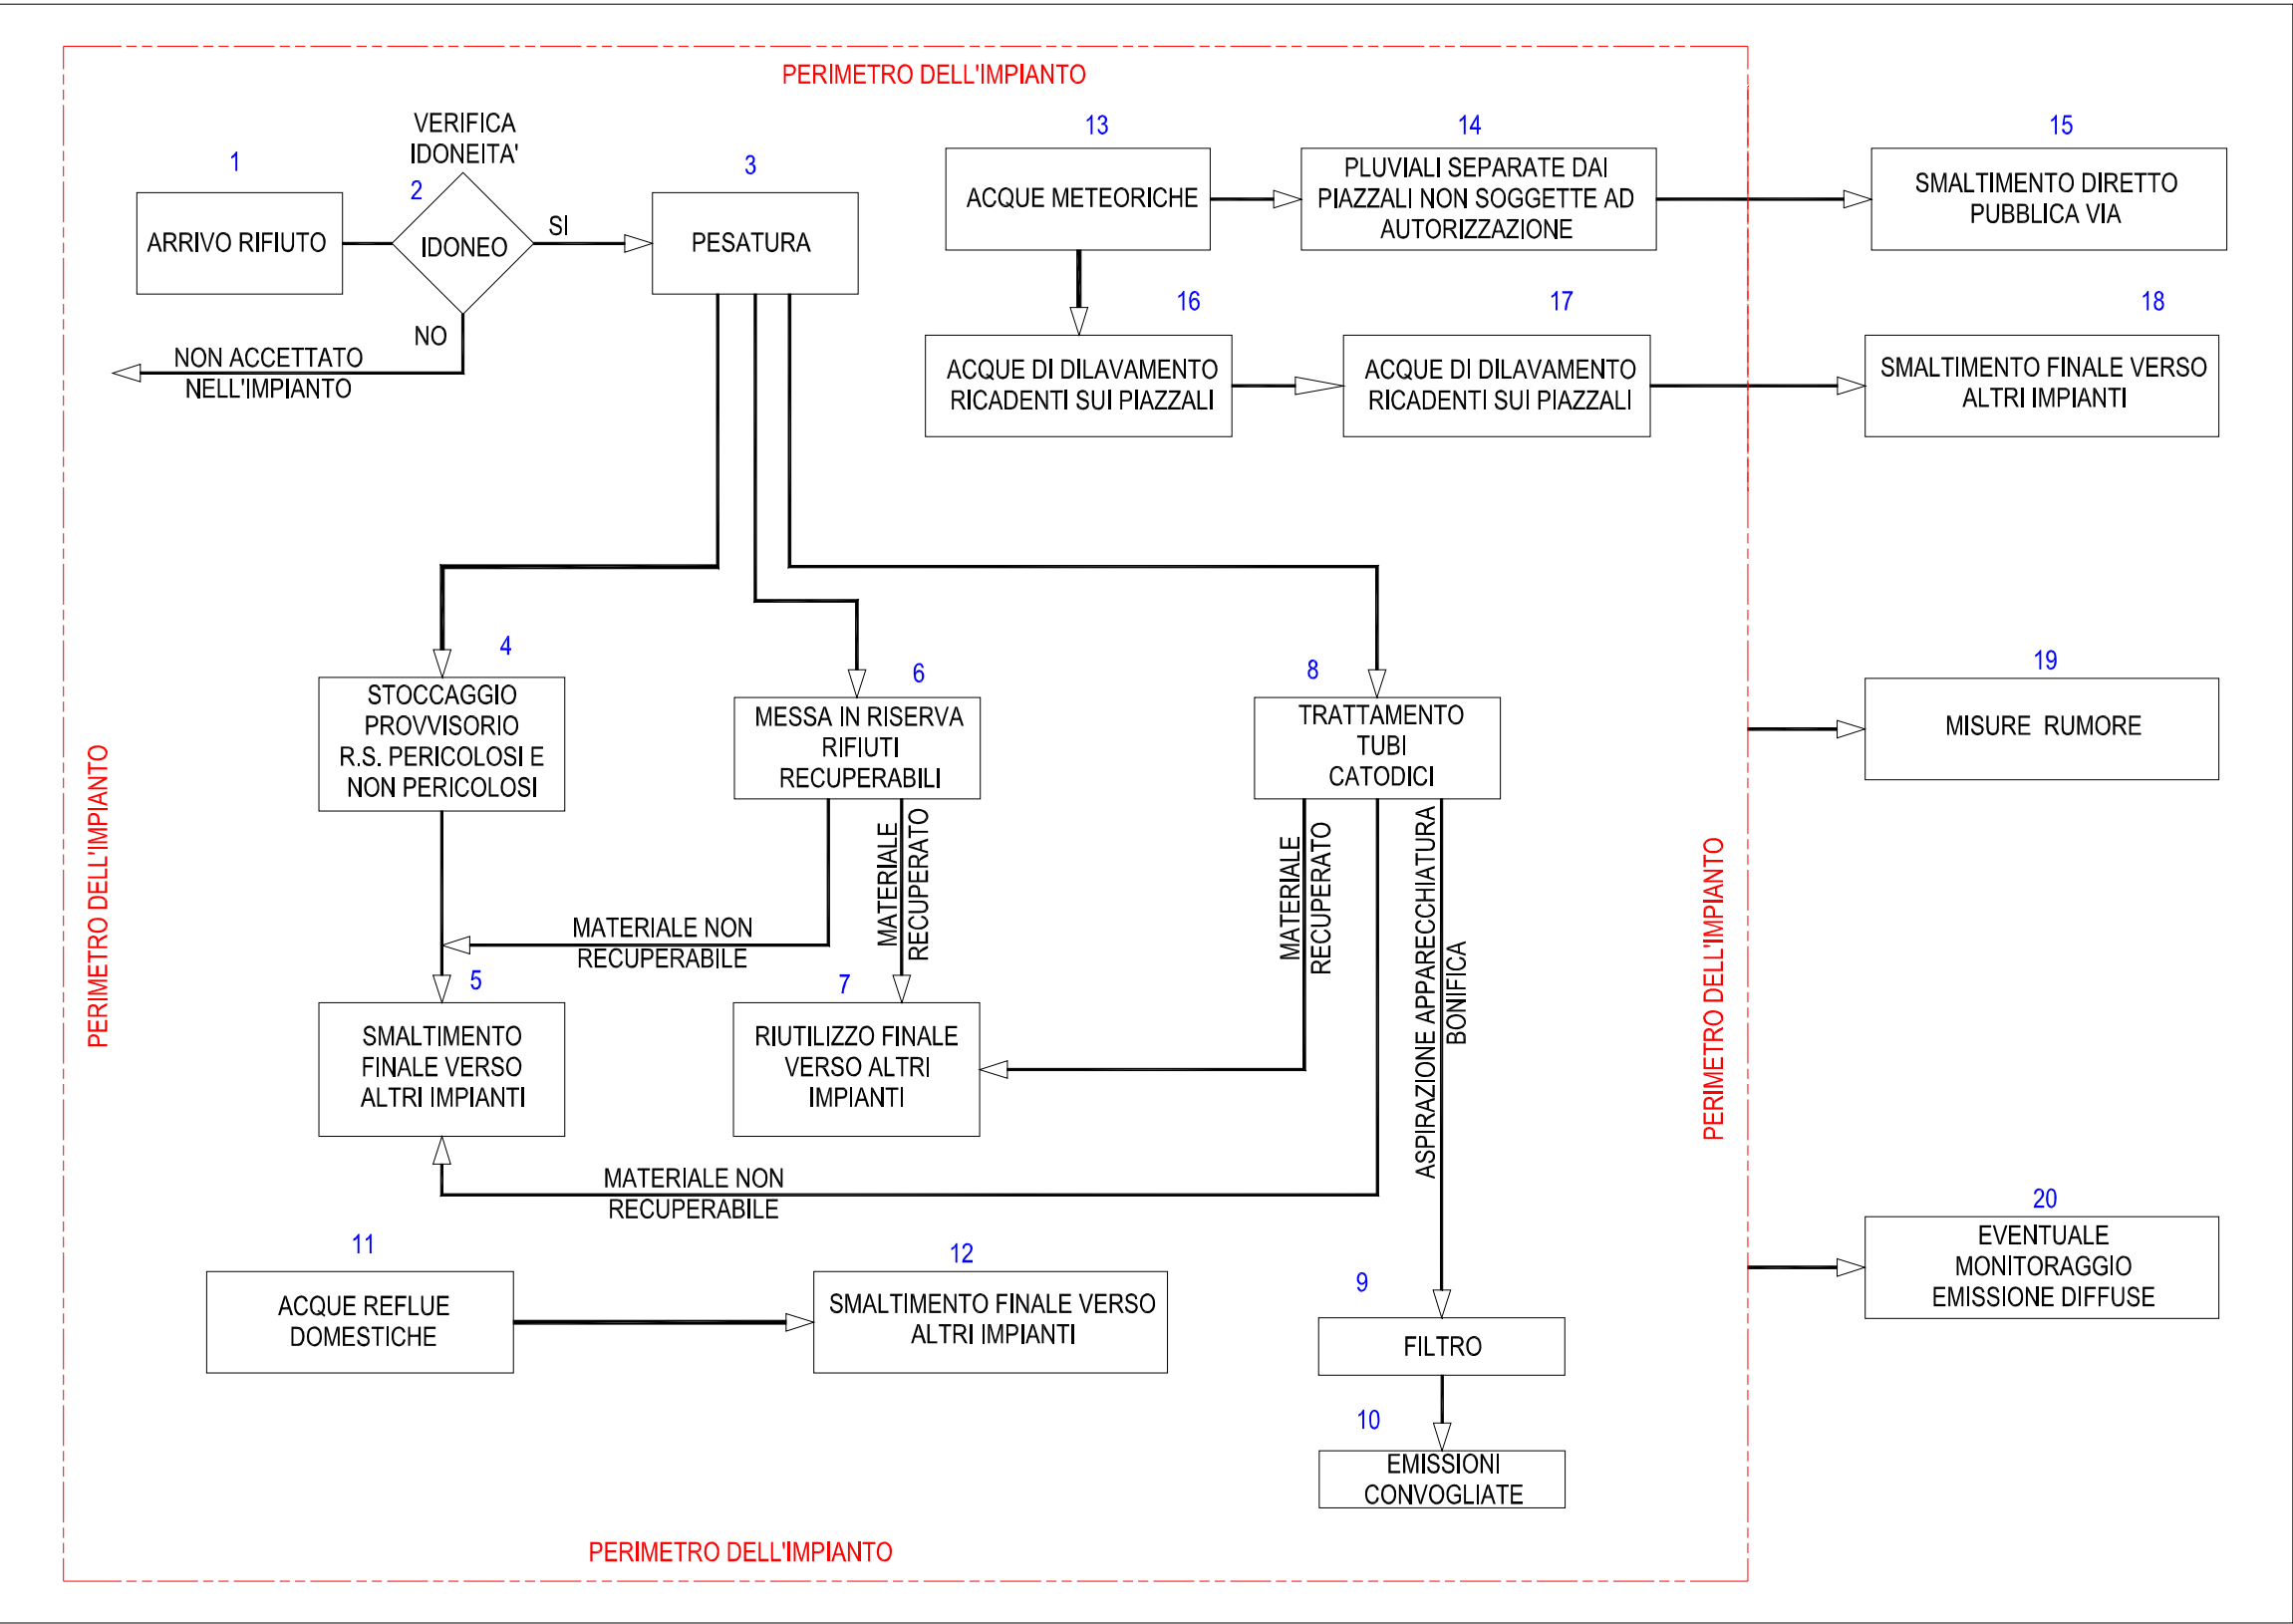 PERIMETRO DELL'IMPIANTO
VERIFICA
IDONEITA'
1
2
3
ARRIVO RIFIUTO
IDONEO
SI
PESATURA
NO
NON ACCETTATO
NELL'IMPIANTO
13
14
15
ACQUE METEORICHE
PLUVIALI SEPARATE DAI
PIAZZALI NON SOGGETTE AD
AUTORIZZAZIONE
SMALTIMENTO DIRETTO
PUBBLICA VIA
16
17
18
ACQUE DI DILAVAMENTO
RICADENTI SUI PIAZZALI
ACQUE DI DILAVAMENTO
RICADENTI SUI PIAZZALI
SMALTIMENTO FINALE VERSO
ALTRI IMPIANTI
4
STOCCAGGIO
PROVVISORIO
R.S. PERICOLOSI E
NON PERICOLOSI
6
MESSA IN RISERVA
RIFIUTI
RECUPERABILI
8
TRATTAMENTO
TUBI
CATODICI
19
MISURE RUMORE
PERIMETRO DELL'IMPIANTO
MATERIALE
RECUPERATO
MATERIALE
RECUPERATO
ASPIRAZIONE APPARECCHIATURA
BONIFICA
PERIMETRO DELL'IMPIANTO
MATERIALE NON
RECUPERABILE
5
SMALTIMENTO
FINALE VERSO
ALTRI IMPIANTI
7
RIUTILIZZO FINALE
VERSO ALTRI
IMPIANTI
MATERIALE NON
RECUPERABILE
20
EVENTUALE
MONITORAGGIO
EMISSIONE DIFFUSE
11
ACQUE REFLUE
DOMESTICHE
12
SMALTIMENTO FINALE VERSO
ALTRI IMPIANTI
9
FILTRO
10
EMISSIONI
CONVOGLIATE
PERIMETRO DELL'IMPIANTO